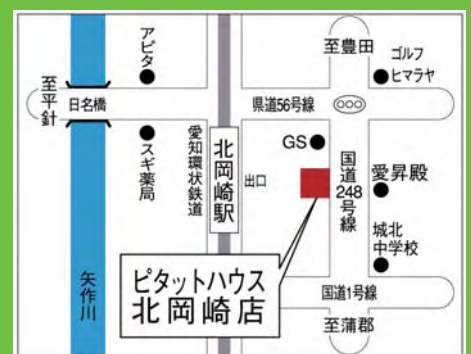 アピタ
至豊田
ゴルフ
ヒマラヤ
至平針
日名橋
県道56号線
GS
スギ薬局
愛知環状鉄道
北岡崎駅
出口
国道248号線
愛昇殿
城北
中学校
矢作川
ピタットハウス
北岡崎店
国道1号線
至蒲郡